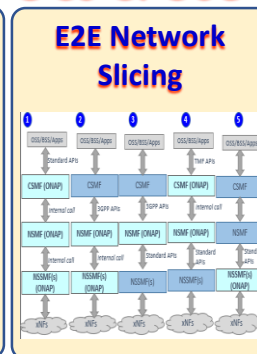 E2E Network
Slicing
1 2 3 4 5
OSS/BSS/Apps OSS/BSS/Apps OSS/BSS/Apps OSS/BSS/Apps OSS/BSS/Apps
Standard APIs TMF APIs
CSMF (ONAP) CSMF CSMF CSMF (ONAP) CSMF
Internal call 3GPP APIs 3GPP APIs Internal call
NSMF (ONAP) NSMF (ONAP) NSMF (ONAP) NSMF (ONAP) NSMF
Internal call Internal call Standard APIs Standard APIs Stand
APIs
NSSMF(s) (ONAP) NSSMF(s) (ONAP) NSSMF(s) NSSMF(s) NSSMF(s) (ONAP)
xNFs xNFs xNFs xNFs xNFs